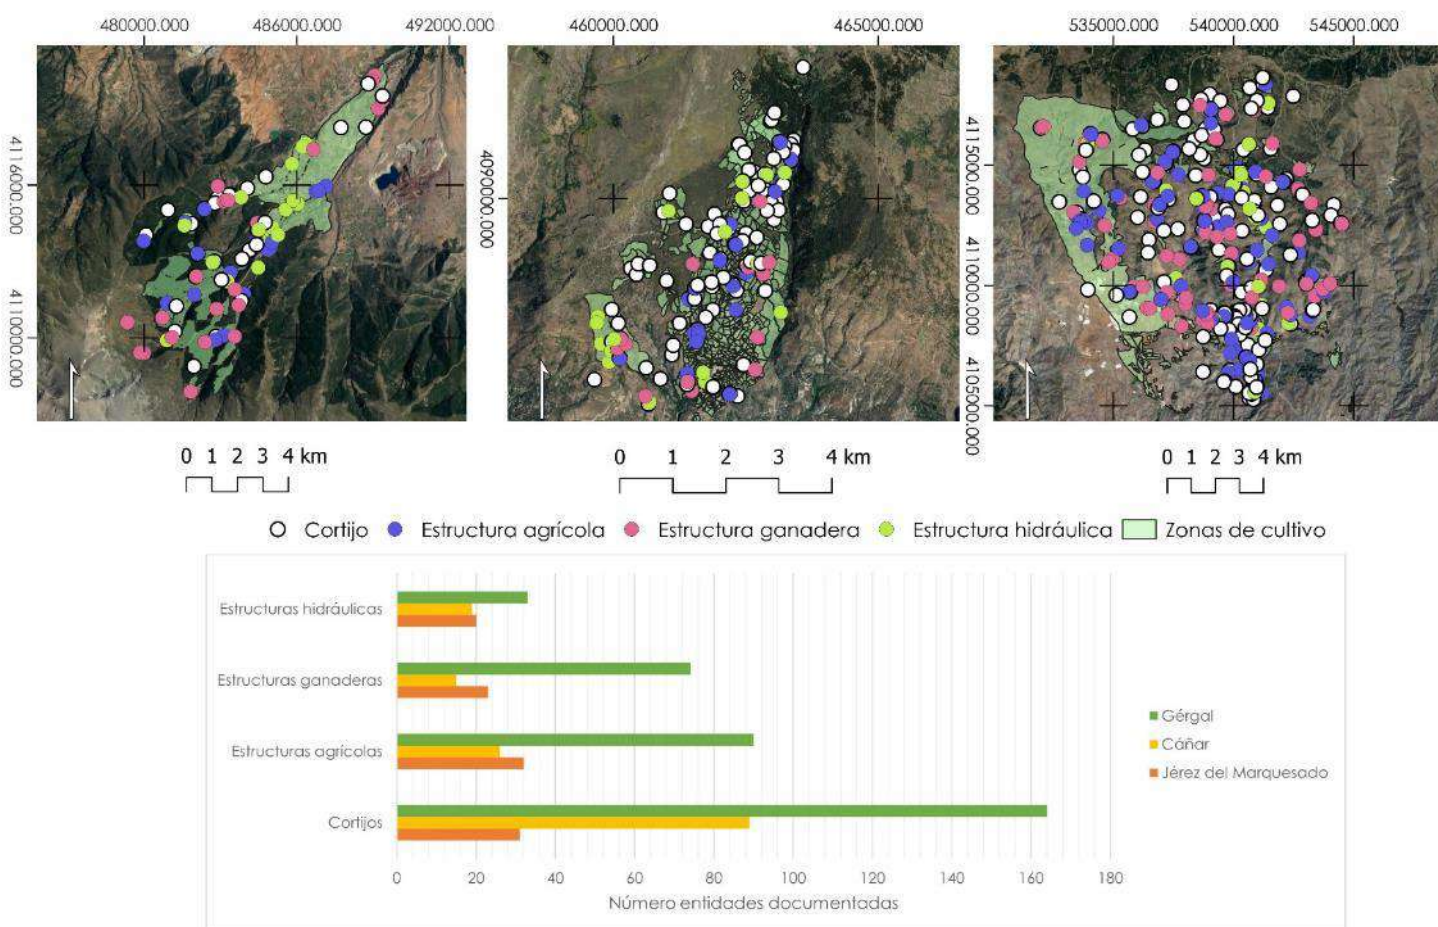 480000.000 486000.000 492000.000
460000.000 465000.000
535000.000 540000.000 545000.000
4116000.000
4110000.000
4090000.000
4115000.000
4110000.000
4105000.000
0 1 2 3 4 km
0 1 2 3 4 km
0 1 2 3 4 km
Cortijo Estructura agrícola Estructura ganadera Estructura hidráulica Zonas de cultivo
Estructuras hidráulicas
Estructuras ganaderas
Estructuras agrícolas
Cortijos
0 20 40 60 80 100 120 140 160 180
Número entidades documentadas
Gérgal
Cáñar
Jérez del Marquesado